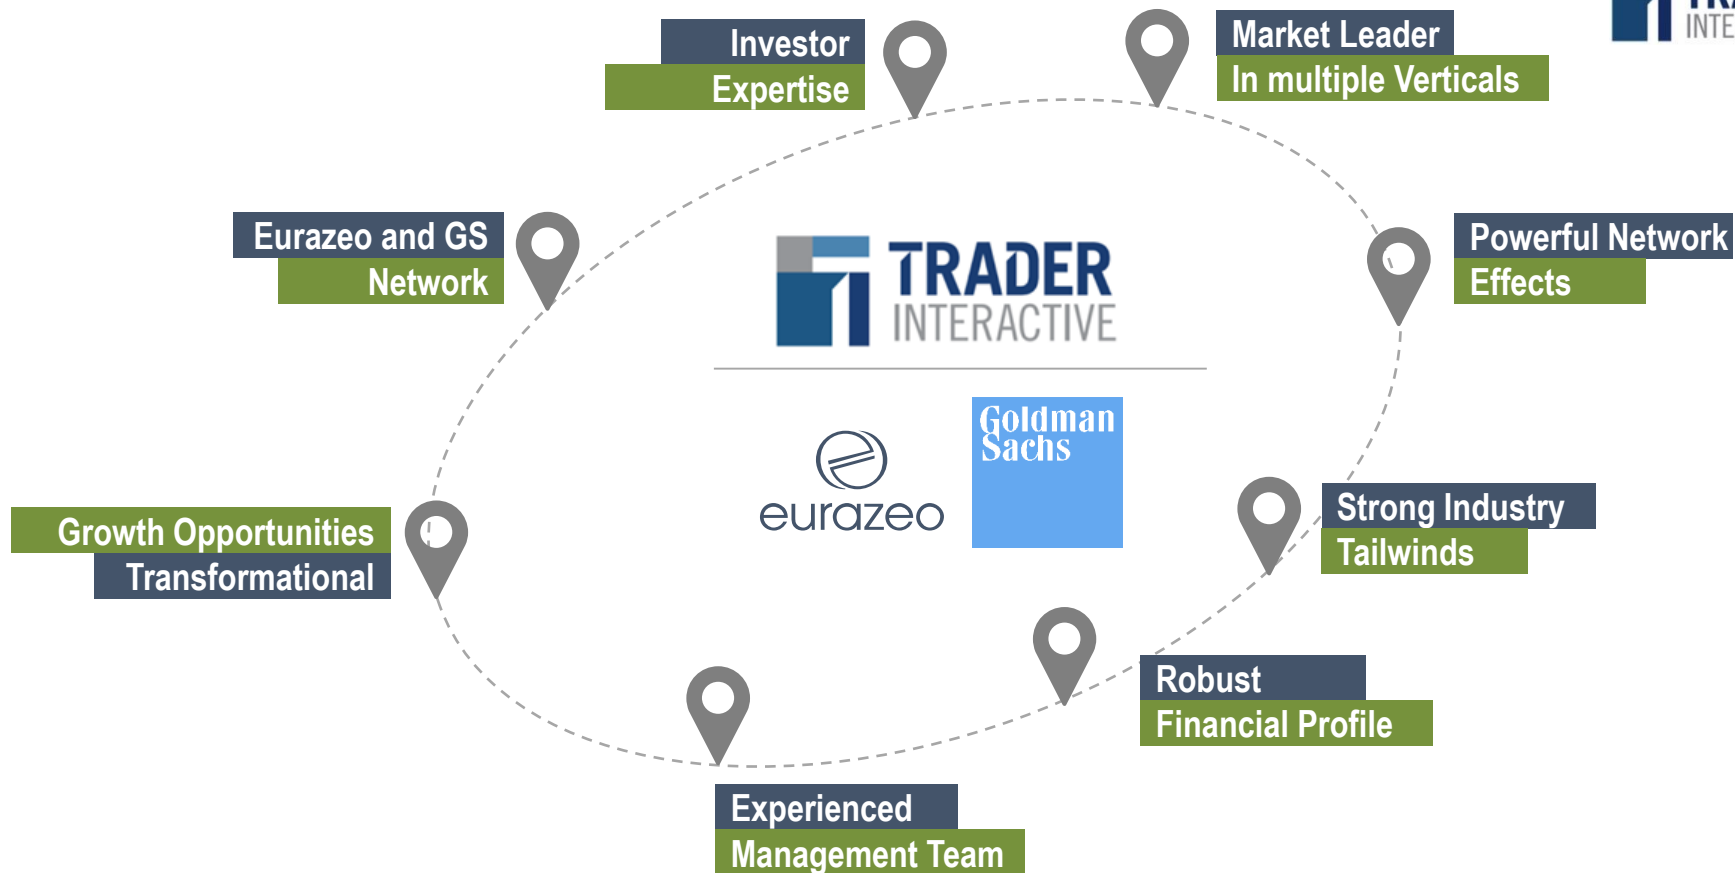 Investor
Expertise
Market Leader
In multiple Verticals
Eurazeo and GS
Network
TRADER
INTERACTIVE
Powerful Network
Effects
eurazeo
Goldman
Sachs
Growth Opportunities
Transformational
Strong Industry
Tailwinds
Robust
Financial Profile
Experienced
Management Team